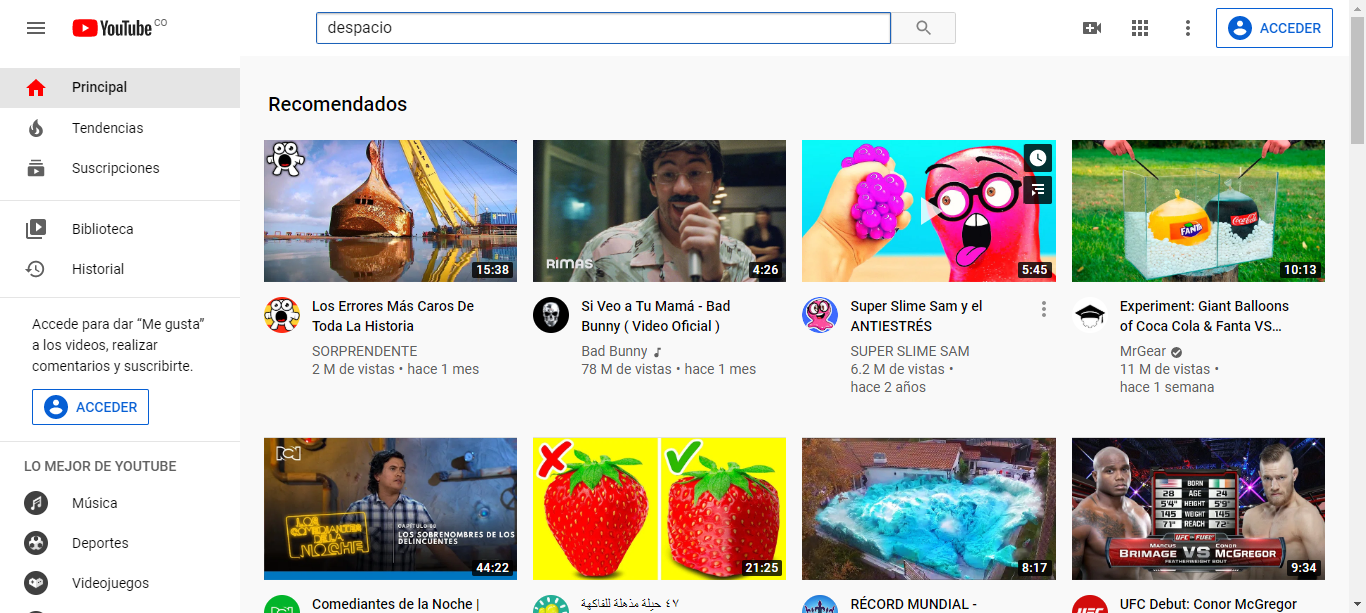 YouTube CO
despacio
ACCEDER
Principal
Tendencias
Suscripciones
Biblioteca
Historial
Accede para dar “Me gusta”
a los videos, realizar
comentarios y suscribirte.
ACCEDER
LO MEJOR DE YOUTUBE
Música
Deportes
Videojuegos
Recomendados
15:38
Los Errores Más Caros De
Toda La Historia
SORPRENDENTE
2 M de vistas • hace 1 mes
RIMAS
4:26
Si Veo a Tu Mamá - Bad
Bunny ( Video Oficial )
Bad Bunny
78 M de vistas • hace 1 mes
5:45
Super Slime Sam y el
ANTIESTRÉS
SUPER SLIME SAM
6.2 M de vistas •
hace 2 años
FANTA
Coca-Cola
10:13
Experiment: Giant Balloons
of Coca Cola & Fanta VS...
MrGear
11 M de vistas •
hace 1 semana
RCN
LOS
COMEDIANTES
DE LA
NOCHE
CAPÍTULO 60
LOS SOBRENOMBRES DE LOS
DELINCUENTES
44:22
Comediantes de la Noche |
21:25
٤٧ حيلة مذهلة للفاكهة
8:17
RÉCORD MUNDIAL -
BORN
28 AGE 24
5'4" HEIGHT 5'9"
145 WEIGHT 145
71" REACH 72"
UFC ON FUEL
MARCUS CONOR
BRIMAGE VS McGREGOR
FEATHERWEIGHT BOUT
9:34
UFC
UFC Debut: Conor McGregor